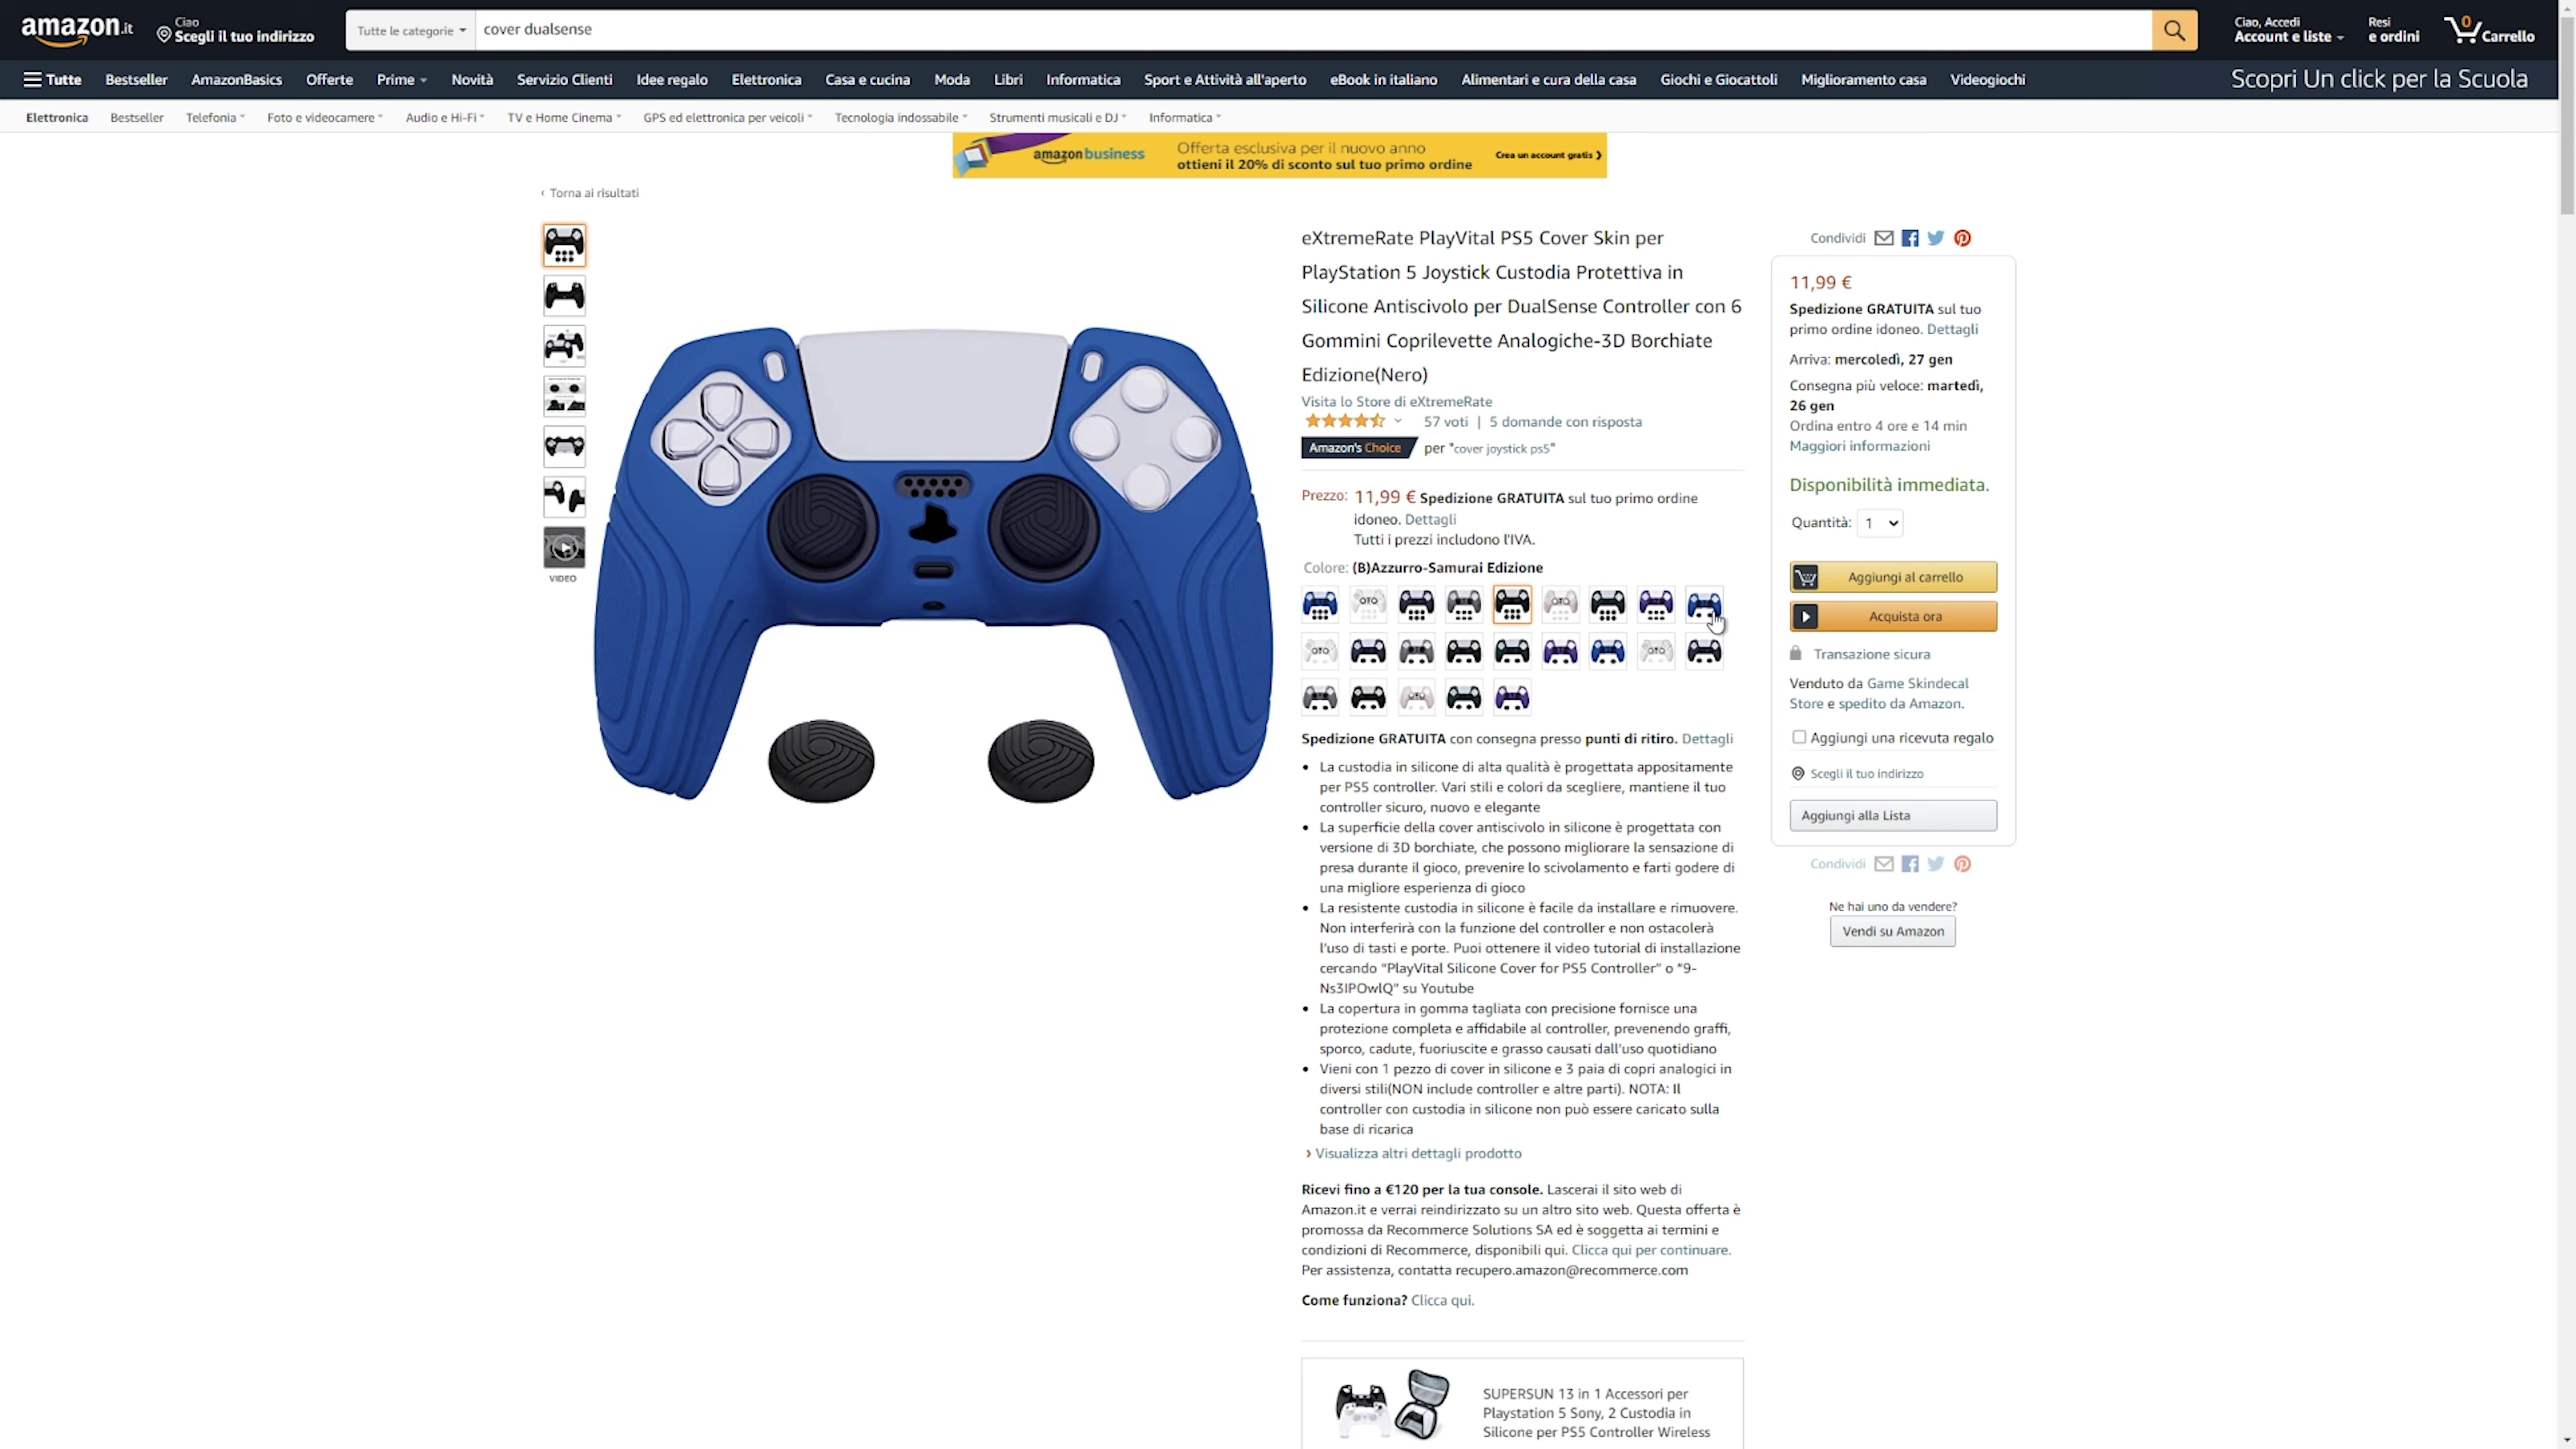 amazon.it
Ciao
Scegli il tuo indirizzo
Tutte le categorie
cover dualsense
Ciao, Accedi
Account e liste
Resi
e ordini
0
Carrello
Tutte
Bestseller
AmazonBasics
Offerte
Prime
Novità
Servizio Clienti
Idee regalo
Elettronica
Casa e cucina
Moda
Libri
Informatica
Sport e Attività all'aperto
eBook in italiano
Alimentari e cura della casa
Giochi e Giocattoli
Miglioramento casa
Videogiochi
Scopri Un click per la Scuola
Elettronica
Bestseller
Telefonia
Foto e videocamere
Audio e Hi-Fi
TV e Home Cinema
GPS ed elettronica per veicoli
Tecnologia indossabile
Strumenti musicali e DJ
Informatica
amazon business
Offerta esclusiva per il nuovo anno
ottieni il 20% di sconto sul tuo primo ordine
Crea un account gratis ❯
‹ Torna ai risultati
VIDEO
eXtremeRate PlayVital PS5 Cover Skin per
PlayStation 5 Joystick Custodia Protettiva in
Silicone Antiscivolo per DualSense Controller con 6
Gommini Coprilevette Analogiche-3D Borchiate
Edizione(Nero)
Visita lo Store di eXtremeRate
57 voti | 5 domande con risposta
Amazon's Choice per "cover joystick ps5"
Prezzo: 11,99 € Spedizione GRATUITA sul tuo primo ordine
idoneo. Dettagli
Tutti i prezzi includono l'IVA.
Colore: (B)Azzurro-Samurai Edizione
Spedizione GRATUITA con consegna presso punti di ritiro. Dettagli
• La custodia in silicone di alta qualità è progettata appositamente
per PS5 controller. Vari stili e colori da scegliere, mantiene il tuo
controller sicuro, nuovo e elegante
• La superficie della cover antiscivolo in silicone è progettata con
versione di 3D borchiate, che possono migliorare la sensazione di
presa durante il gioco, prevenire lo scivolamento e farti godere di
una migliore esperienza di gioco
• La resistente custodia in silicone è facile da installare e rimuovere.
Non interferirà con la funzione del controller e non ostacolerà
l'uso di tasti e porte. Puoi ottenere il video tutorial di installazione
cercando "PlayVital Silicone Cover for PS5 Controller" o "9-
Ns3IPOwlQ" su Youtube
• La copertura in gomma tagliata con precisione fornisce una
protezione completa e affidabile al controller, prevenendo graffi,
sporco, cadute, fuoriuscite e grasso causati dall'uso quotidiano
• Vieni con 1 pezzo di cover in silicone e 3 paia di copri analogici in
diversi stili(NON include controller e altre parti). NOTA: Il
controller con custodia in silicone non può essere caricato sulla
base di ricarica
› Visualizza altri dettagli prodotto
Ricevi fino a €120 per la tua console. Lascerai il sito web di
Amazon.it e verrai reindirizzato su un altro sito web. Questa offerta è
promossa da Recommerce Solutions SA ed è soggetta ai termini e
condizioni di Recommerce, disponibili qui. Clicca qui per continuare.
Per assistenza, contatta recupero.amazon@recommerce.com
Come funziona? Clicca qui.
SUPERSUN 13 in 1 Accessori per
Playstation 5 Sony, 2 Custodia in
Silicone per PS5 Controller Wireless
Condividi
11,99 €
Spedizione GRATUITA sul tuo
primo ordine idoneo. Dettagli
Arriva: mercoledì, 27 gen
Consegna più veloce: martedì,
26 gen
Ordina entro 4 ore e 14 min
Maggiori informazioni
Disponibilità immediata.
Quantità: 1
Aggiungi al carrello
Acquista ora
Transazione sicura
Venduto da Game Skindecal
Store e spedito da Amazon.
Aggiungi una ricevuta regalo
Scegli il tuo indirizzo
Aggiungi alla Lista
Condividi
Ne hai uno da vendere?
Vendi su Amazon